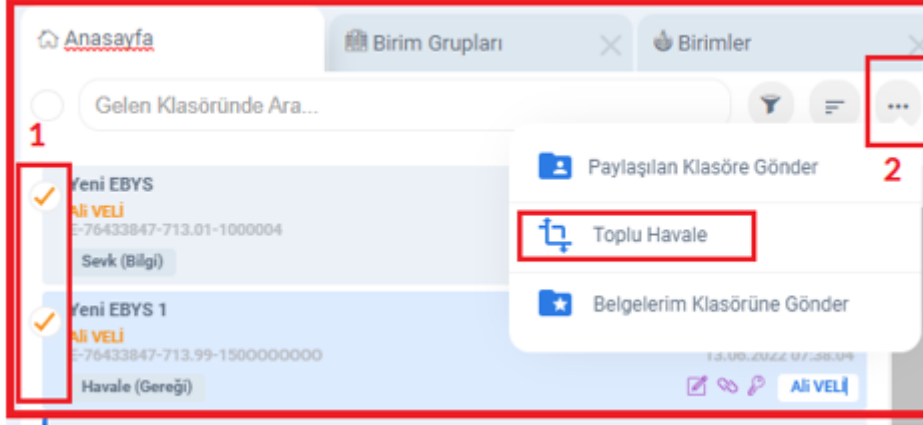 Anasayfa
Birim Grupları
Birimler
Gelen Klasöründe Ara...
1
2
Paylaşılan Klasöre Gönder
Toplu Havale
Belgelerim Klasörüne Gönder
Yeni EBYS
Ali VELİ
E-76433847-713.01-1000004
Sevk (Bilgi)
Yeni EBYS 1
Ali VELİ
E-76433847-713.99-1500000000
13.06.2022 07:38:04
Havale (Gereği)
Ali VELİ